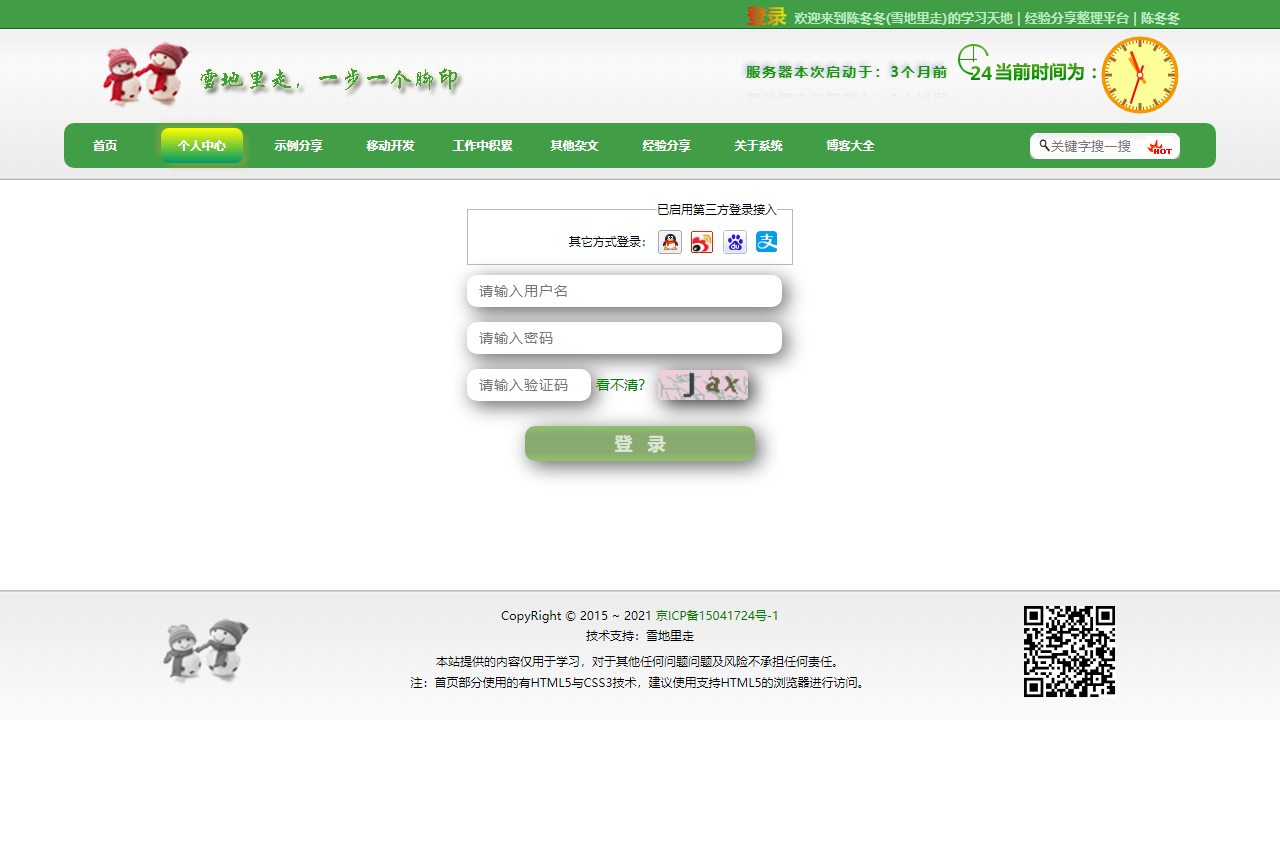 登录 欢迎来到陈冬冬(雪地里走)的学习天地 | 经验分享整理平台 | 陈冬冬
雪地里走，一步一个脚印
服务器本次启动于：3个月前
24 当前时间为：
首页 个人中心 示例分享 移动开发 工作中积累 其他杂文 经验分享 关于系统 博客大全
关键字搜一搜 HOT
已启用第三方登录接入
其它方式登录：
请输入用户名
请输入密码
请输入验证码 看不清? Jax
登 录
CopyRight © 2015 ~ 2021 京ICP备15041724号-1
技术支持：雪地里走
本站提供的内容仅用于学习，对于其他任何问题问题及风险不承担任何责任。
注：首页部分使用的有HTML5与CSS3技术，建议使用支持HTML5的浏览器进行访问。